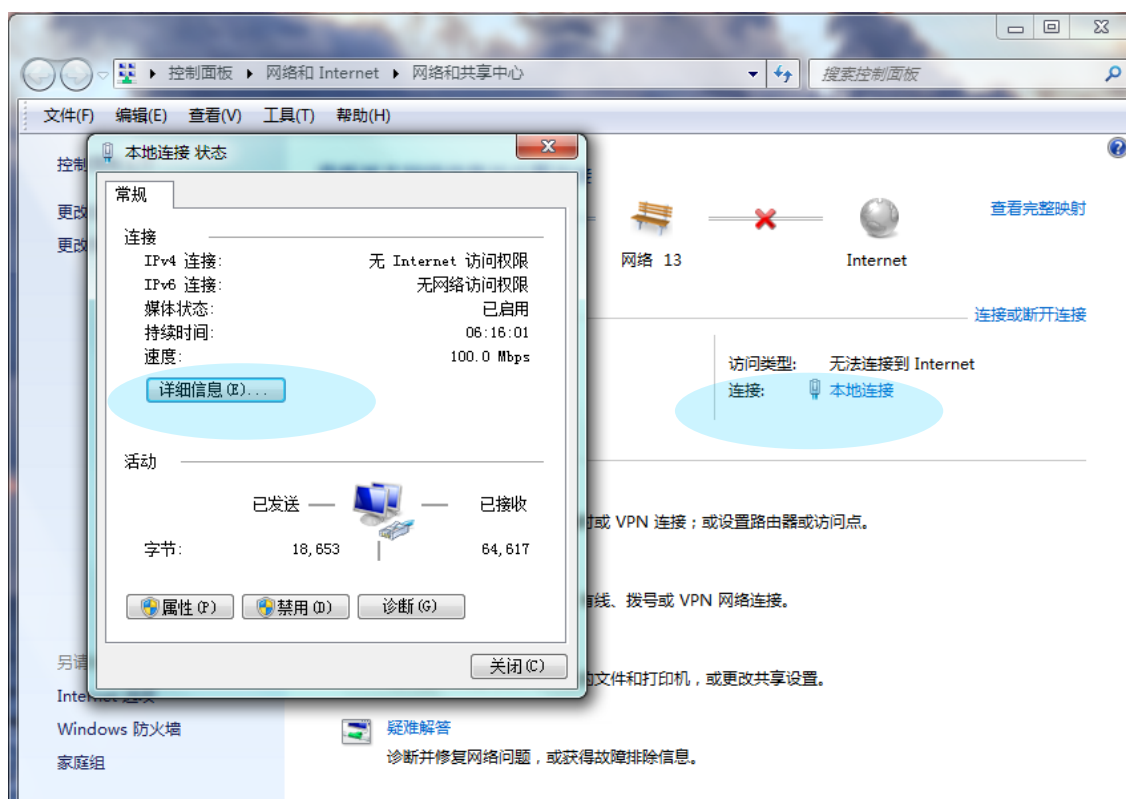 控制面板 网络和 Internet 网络和共享中心
搜索控制面板
文件(F) 编辑(E) 查看(V) 工具(T) 帮助(H)
本地连接 状态
常规
连接
IPv4 连接: 无 Internet 访问权限
IPv6 连接: 无网络访问权限
媒体状态: 已启用
持续时间: 06:16:01
速度: 100.0 Mbps
详细信息(E)...
活动
已发送 已接收
字节: 18,653 64,617
属性(P) 禁用(D) 诊断(G)
关闭(C)
控制
更改
更改
网络 13
Internet
查看完整映射
连接或断开连接
访问类型: 无法连接到 Internet
连接: 本地连接
或 VPN 连接；或设置路由器或访问点。
线、拨号或 VPN 网络连接。
文件和打印机，或更改共享设置。
疑难解答
诊断并修复网络问题，或获得故障排除信息。
另请
Internet 选项
Windows 防火墙
家庭组